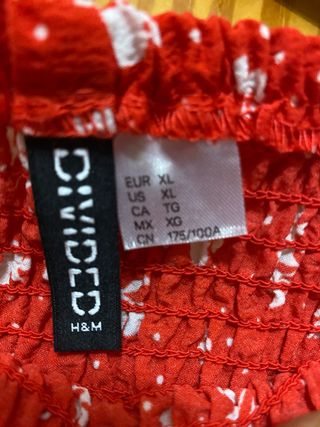 DIVIDED
H&M
EUR XL
US XL
CA TG
MX XG
CN 175/100A